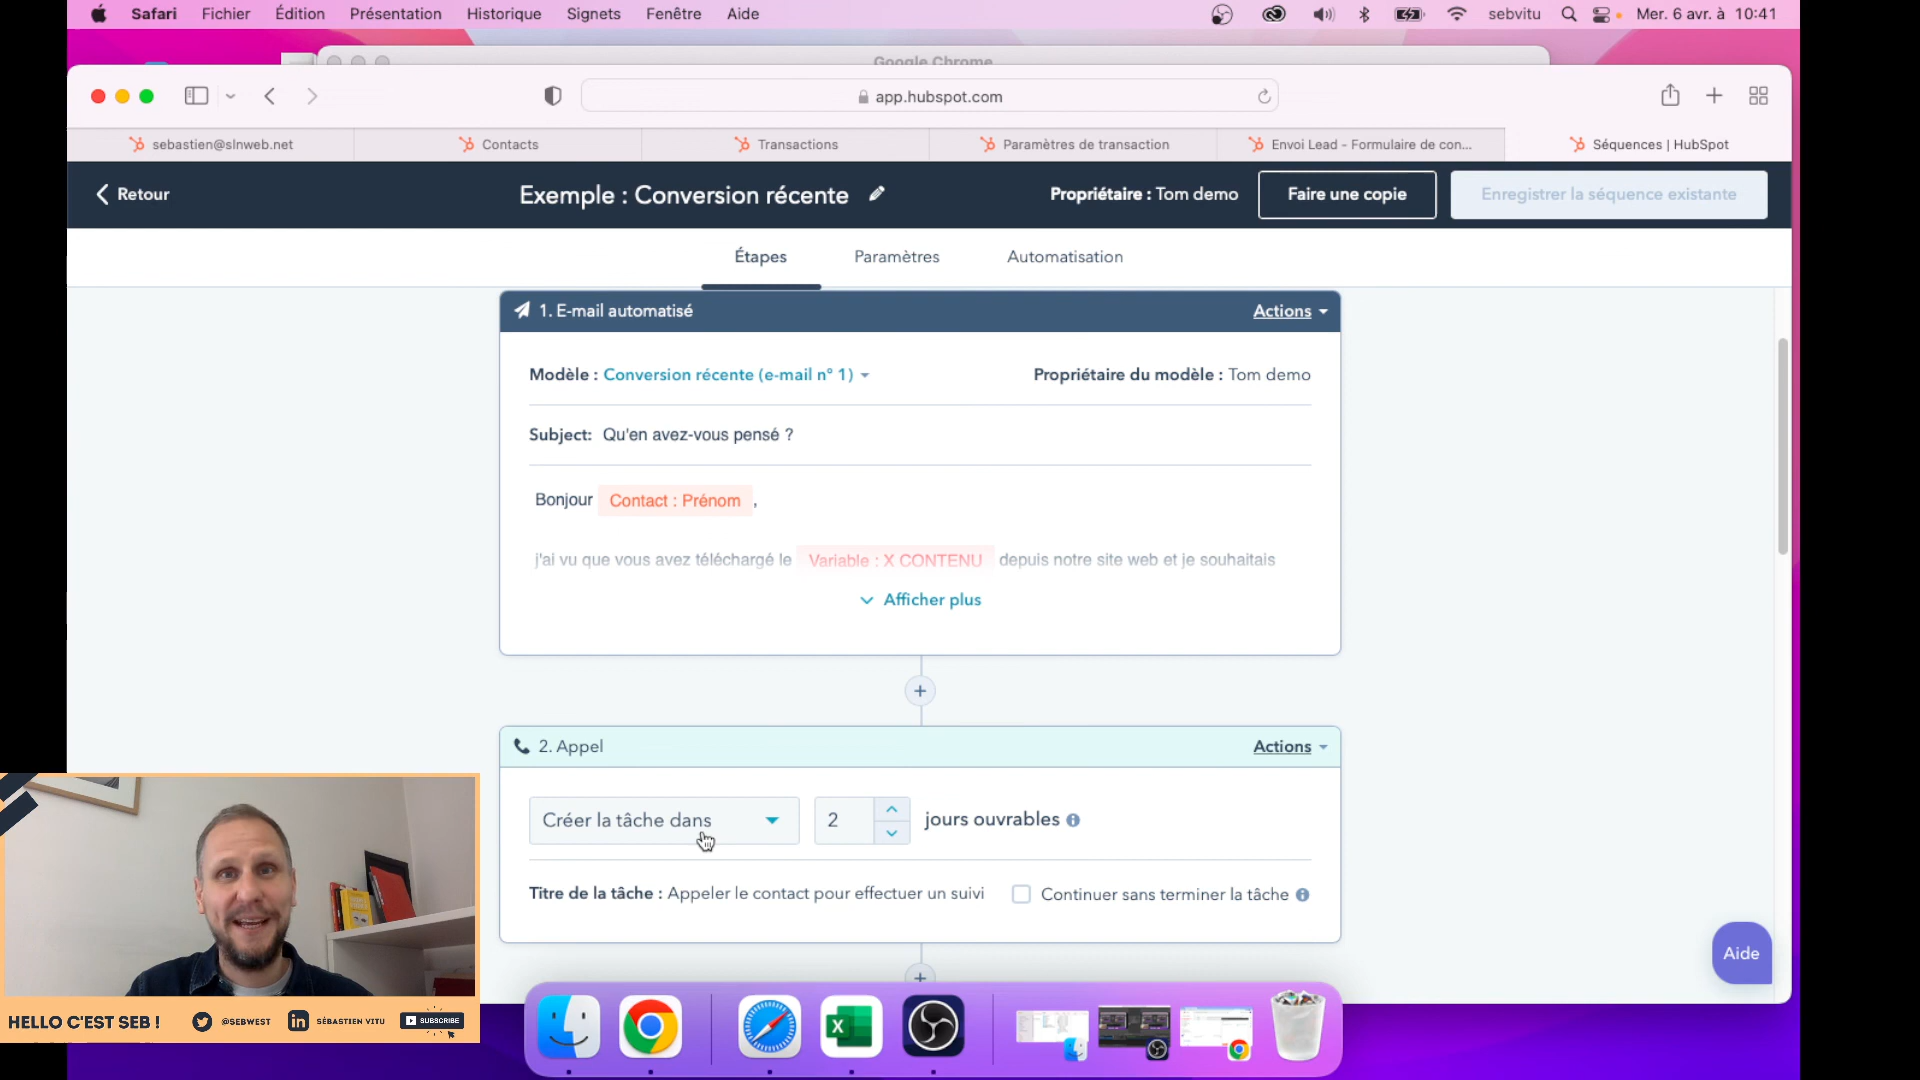 Safari Fichier Édition Présentation Historique Signets Fenêtre Aide sebvitu Mer. 6 avr. à 10:41
Google Chrome
app.hubspot.com
sebastien@slnweb.net Contacts Transactions Paramètres de transaction Envoi Lead - Formulaire de con... Séquences | HubSpot
Retour Exemple : Conversion récente Propriétaire : Tom demo Faire une copie Enregistrer la séquence existante
Étapes Paramètres Automatisation
1. E-mail automatisé Actions
Modèle : Conversion récente (e-mail n° 1) Propriétaire du modèle : Tom demo
Subject: Qu'en avez-vous pensé ?
Bonjour Contact : Prénom ,
j'ai vu que vous avez téléchargé le Variable : X CONTENU depuis notre site web et je souhaitais
Afficher plus
2. Appel Actions
Créer la tâche dans 2 jours ouvrables
Titre de la tâche : Appeler le contact pour effectuer un suivi Continuer sans terminer la tâche
Aide
HELLO C'EST SEB ! @SEBWEST SÉBASTIEN VITU SUBSCRIBE